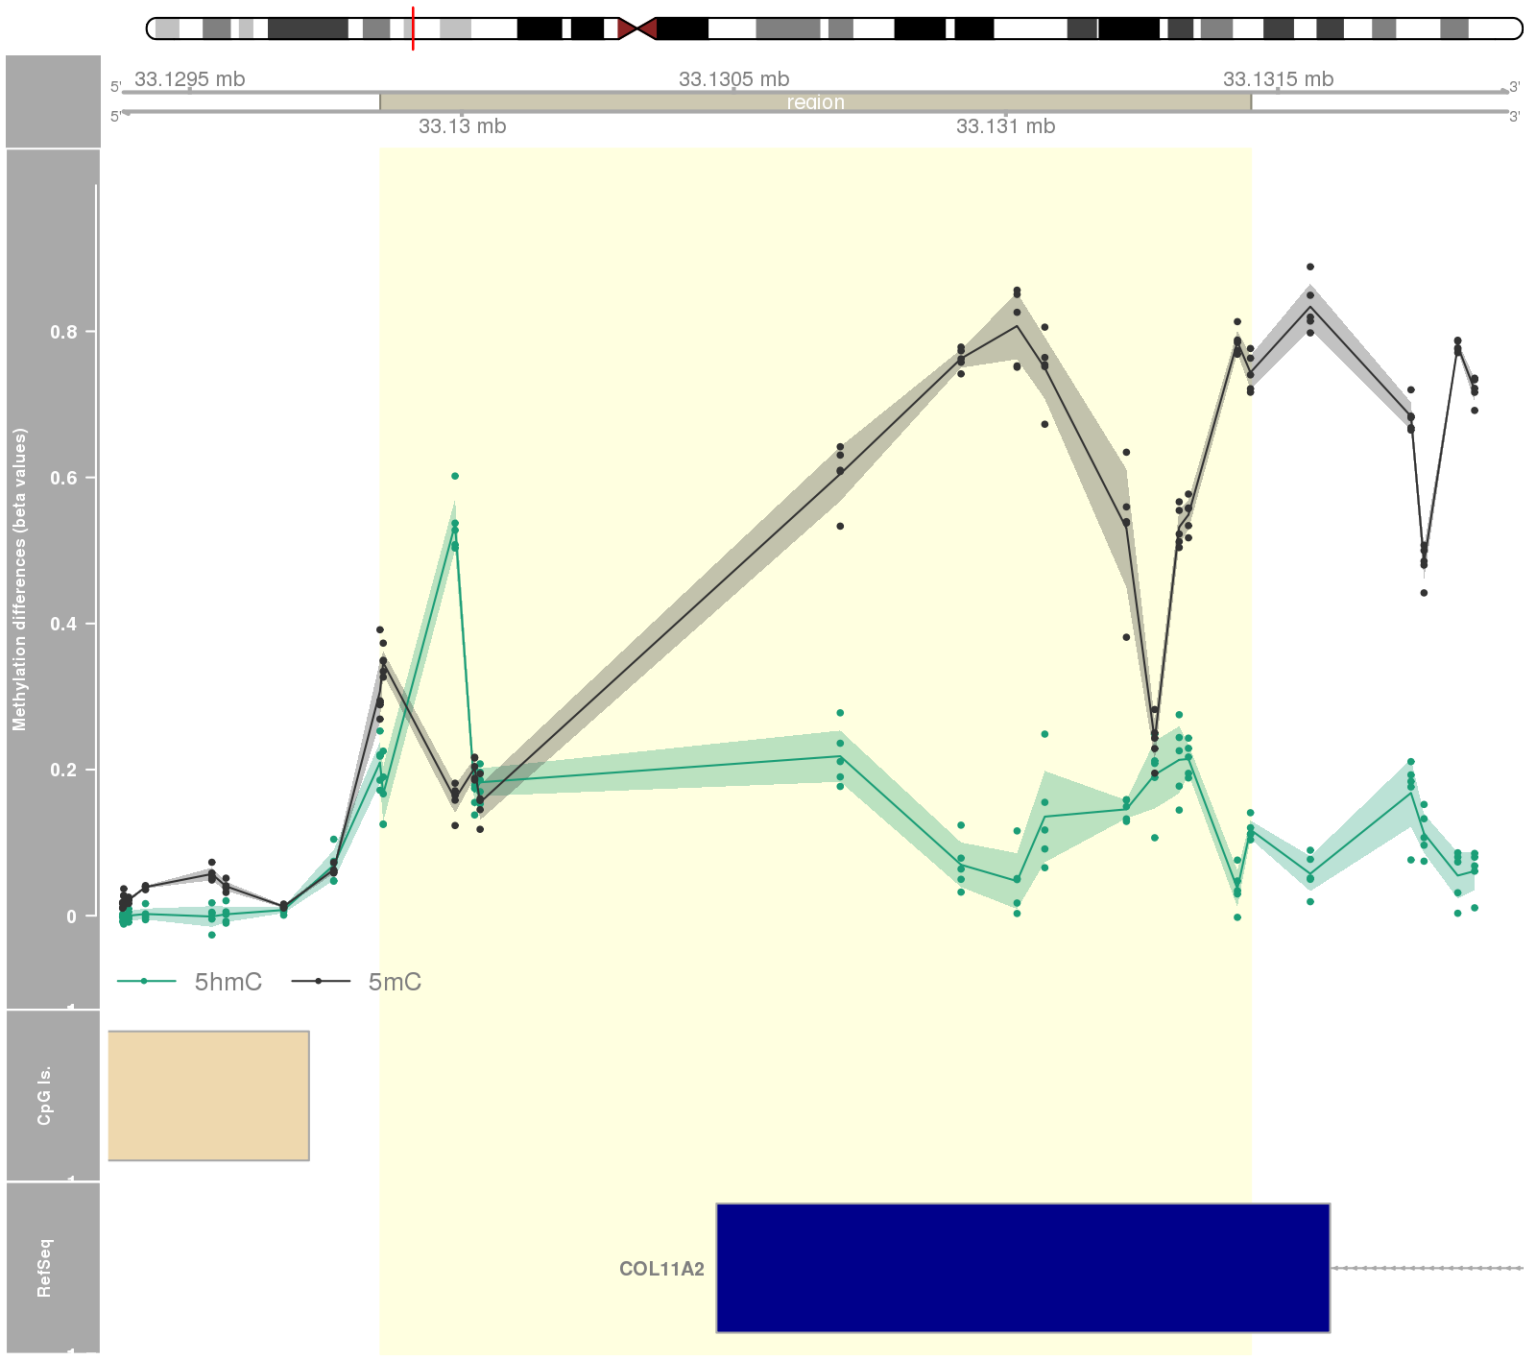 33.1295 mb
33.1305 mb
33.1315 mb
5'
3'
region
5'
3'
33.13 mb
33.131 mb
Methylation differences (beta values)
0.8
0.6
0.4
0.2
0
5hmC
5mC
CpG Is.
RefSeq
COL11A2